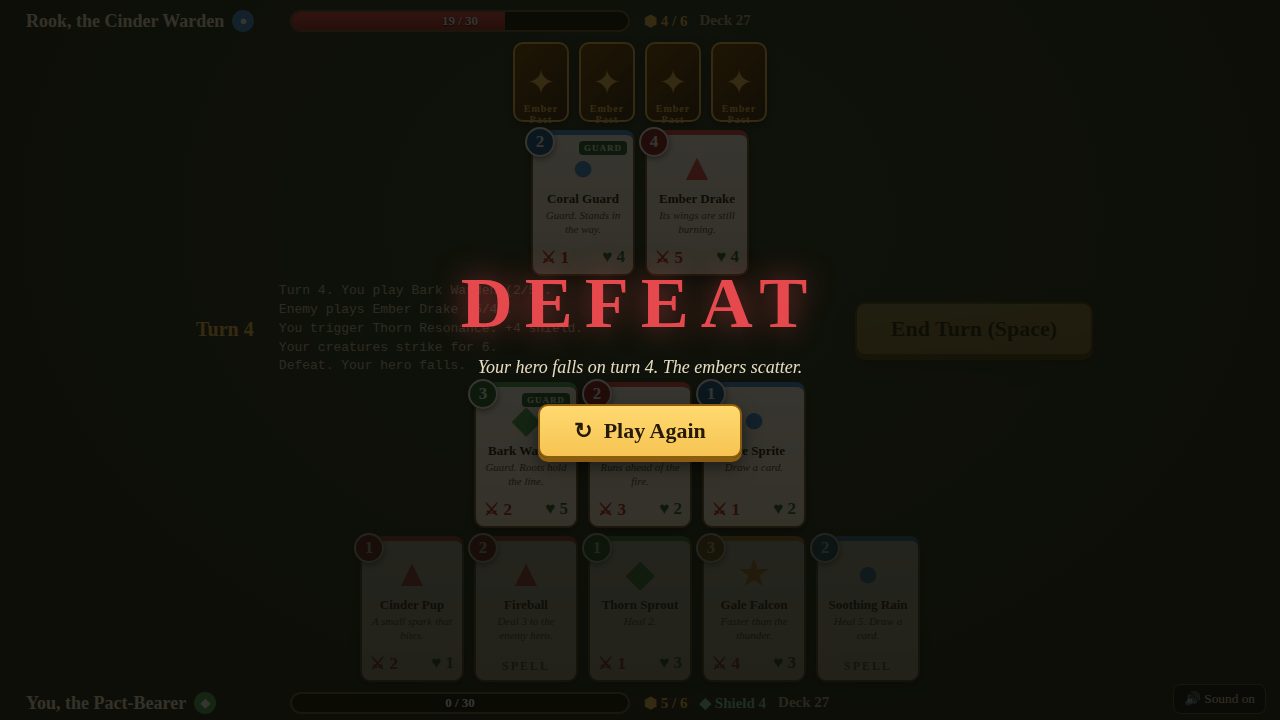 Rook, the Cinder Warden
19 / 30
4 / 6
Deck 27
Ember
Ember
Ember
Ember
2
GUARD
Coral Guard
Guard. Stands in
the way.
1
4
4
Ember Drake
Its wings are still
burning.
5
4
Turn 4
Turn 4. You play
Enemy plays Ember Drake
You trigger Thorn Resonance. +4 shield.
Your creatures strike for 6.
Defeat. Your hero falls.
DEFEAT
Your hero falls on turn 4. The embers scatter.
End Turn (Space)
↻ Play Again
3
GUARD
Bark
Guard. Roots hold
the line.
2
5
2
Runs ahead of the
fire.
3
2
1
Sprite
Draw a card.
1
2
1
Cinder Pup
A small spark that
bites.
2
1
2
Fireball
Deal 3 to the
enemy hero.
SPELL
1
Thorn Sprout
Heal 2.
1
3
3
Gale Falcon
Faster than the
thunder.
4
3
2
Soothing Rain
Heal 5. Draw a
card.
SPELL
You, the Pact-Bearer
0 / 30
5 / 6
Shield 4
Deck 27
Sound on